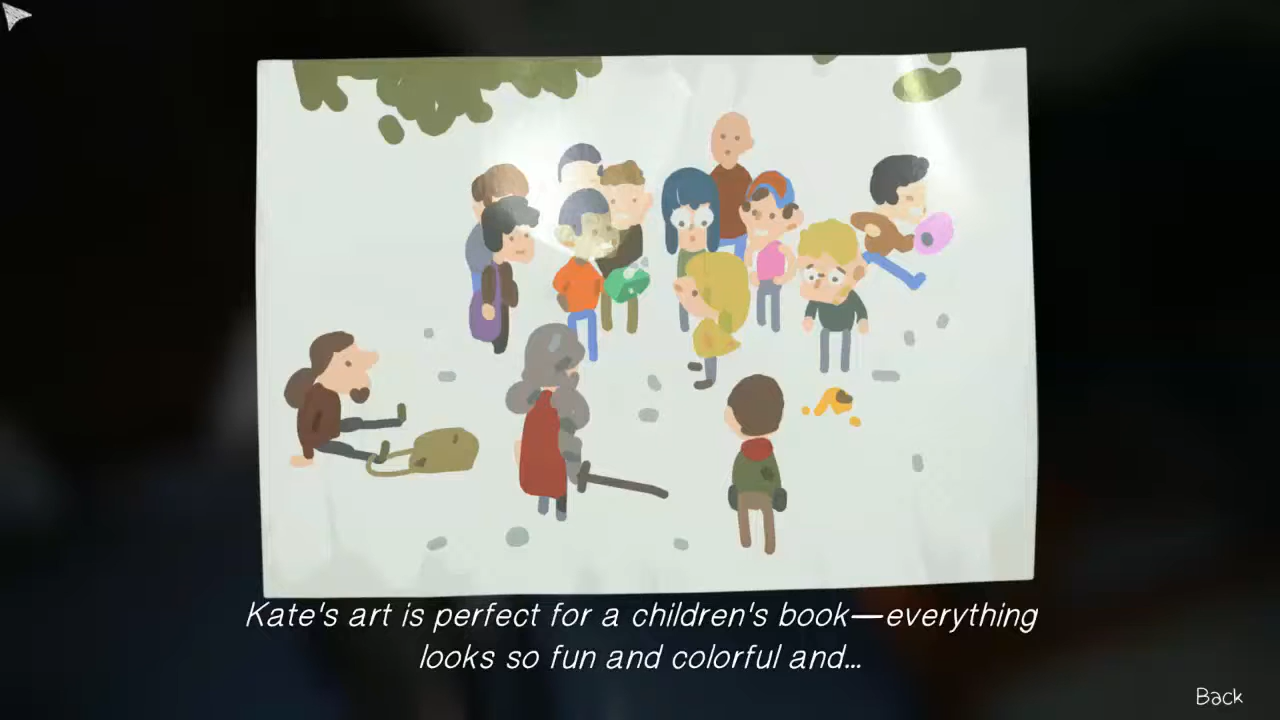 Kate's art is perfect for a children's book—everything
looks so fun and colorful and...
Back